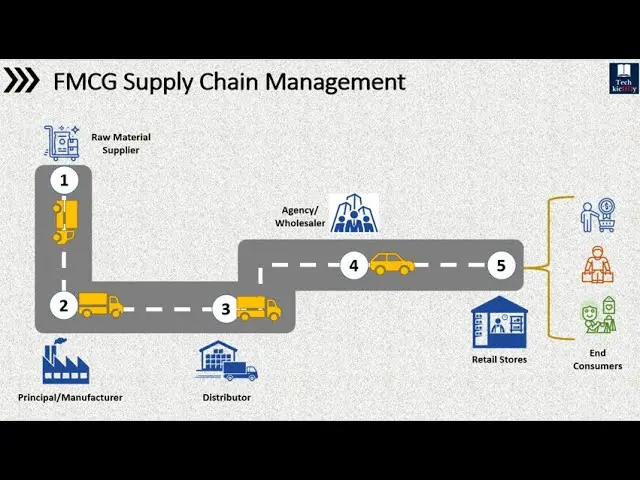 FMCG Supply Chain Management
Tech
Raw Material
Supplier
1
Agency/
Wholesaler
4
5
2
3
Principal/Manufacturer
Distributor
Retail Stores
End
Consumers